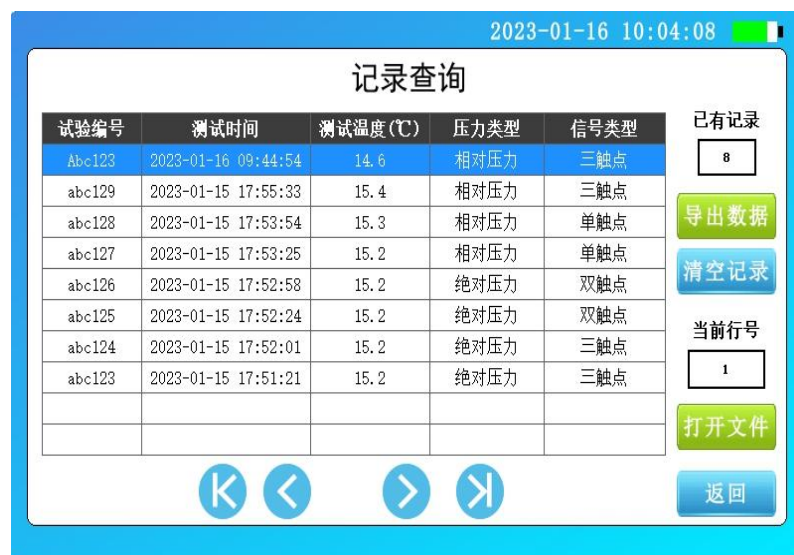 2023-01-16 10:04:08
记录查询
试验编号 测试时间 测试温度(℃) 压力类型 信号类型
Abc123 2023-01-16 09:44:54 14.6 相对压力 三触点
abc129 2023-01-15 17:55:33 15.4 相对压力 三触点
abc128 2023-01-15 17:53:54 15.3 相对压力 单触点
abc127 2023-01-15 17:53:25 15.2 相对压力 单触点
abc126 2023-01-15 17:52:58 15.2 绝对压力 双触点
abc125 2023-01-15 17:52:24 15.2 绝对压力 双触点
abc124 2023-01-15 17:52:01 15.2 绝对压力 三触点
abc123 2023-01-15 17:51:21 15.2 绝对压力 三触点
已有记录
8
导出数据
清空记录
当前行号
1
打开文件
返回